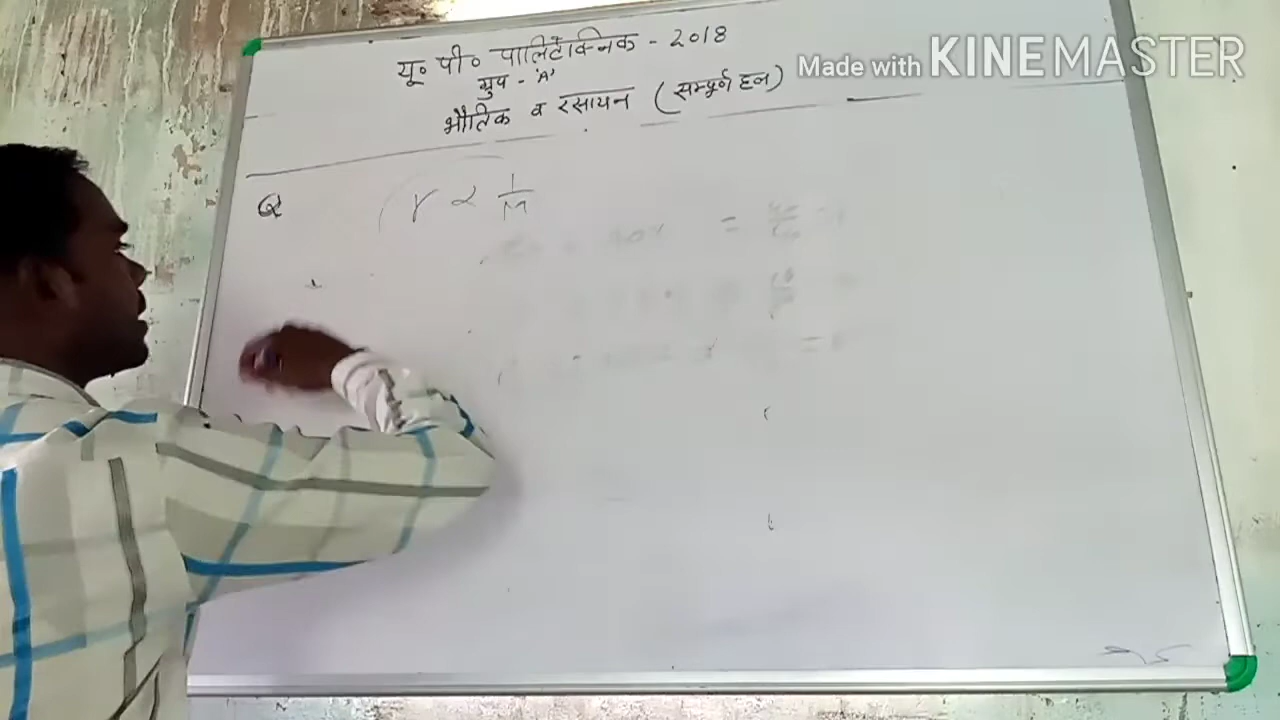 Made with KINEMASTER
यू० पी० पालिटेक्निक - 2018
ग्रुप - 'A'
भौतिक व रसायन (सम्पूर्ण हल)
Q r ∝ 1/M